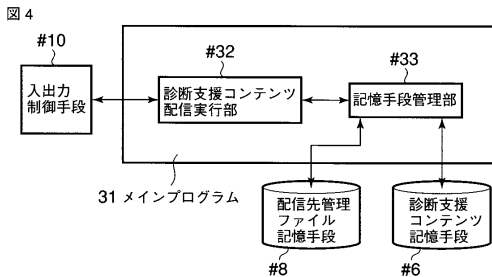 図4
#10
入出力
制御手段
#32
診断支援コンテンツ
配信実行部
#33
記憶手段管理部
31 メインプログラム
配信先管理
ファイル
記憶手段
#8
診断支援
コンテンツ
記憶手段
#6